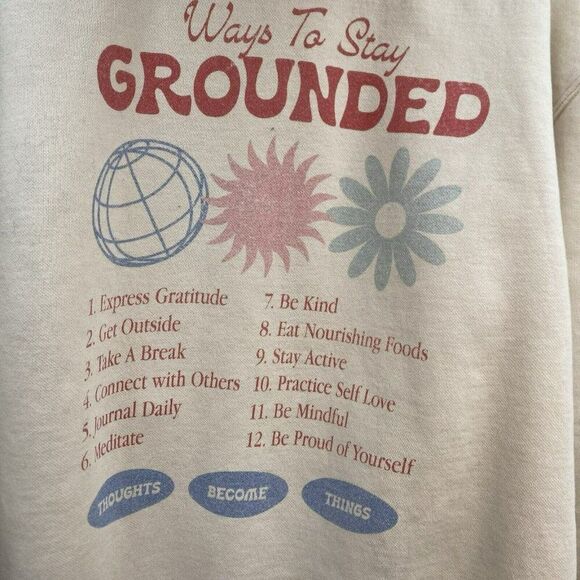 Ways To Stay
GROUNDED
1. Express Gratitude
2. Get Outside
3. Take A Break
4. Connect with Others
5. Journal Daily
6. Meditate
7. Be Kind
8. Eat Nourishing Foods
9. Stay Active
10. Practice Self Love
11. Be Mindful
12. Be Proud of Yourself
THOUGHTS BECOME THINGS